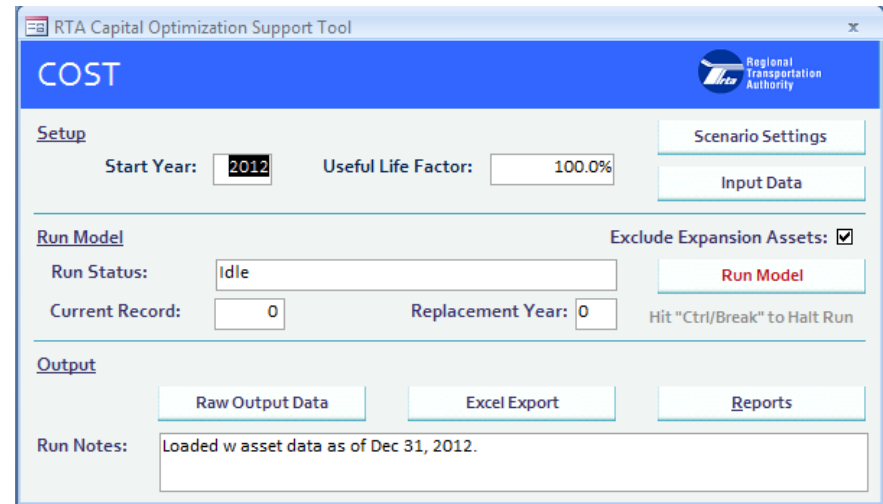 RTA Capital Optimization Support Tool x
COST
rta
Regional
Transportation
Authority
Setup
Scenario Settings
Start Year: 2012 Useful Life Factor: 100.0%
Input Data
Run Model Exclude Expansion Assets:
Run Status: Idle Run Model
Current Record: 0 Replacement Year: 0 Hit "Ctrl/Break" to Halt Run
Output
Raw Output Data Excel Export Reports
Run Notes: Loaded w asset data as of Dec 31, 2012.